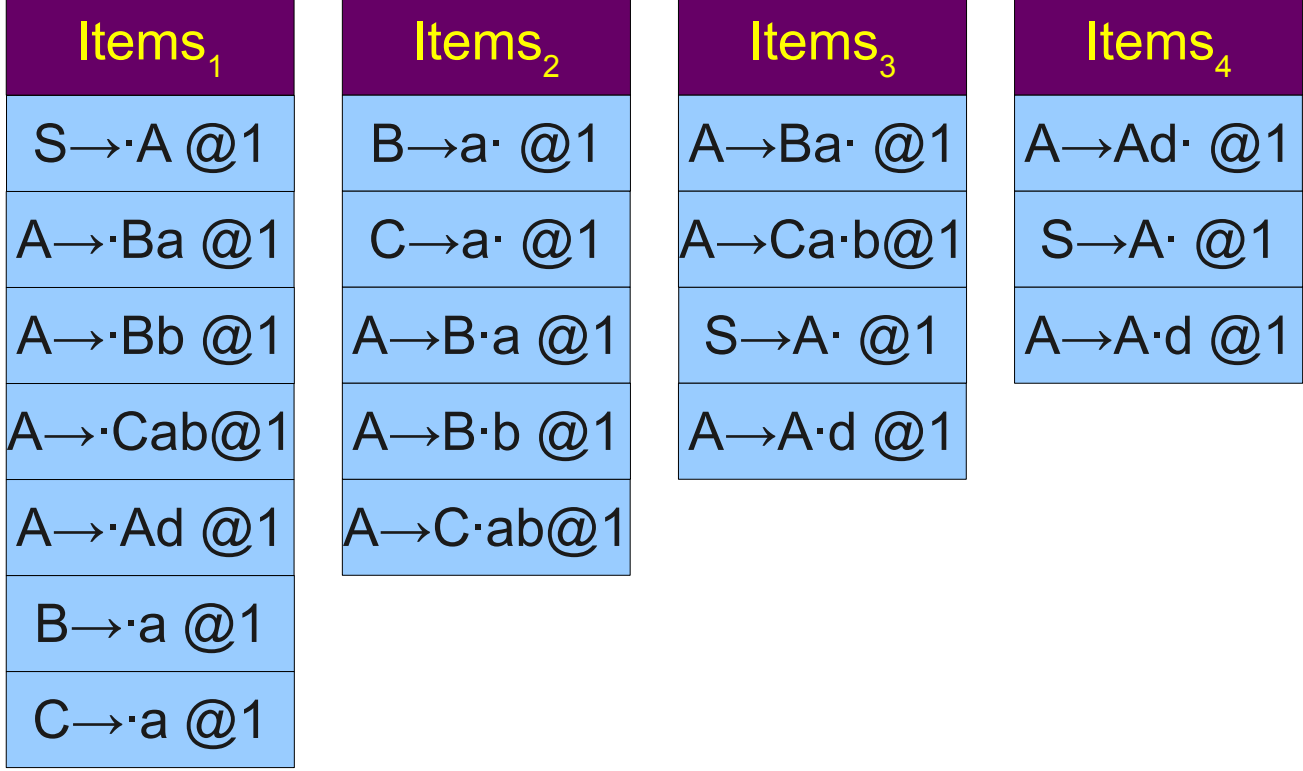 Items₁
S→·A @1
A→·Ba @1
A→·Bb @1
A→·Cab@1
A→·Ad @1
B→·a @1
C→·a @1
Items₂
B→a· @1
C→a· @1
A→B·a @1
A→B·b @1
A→C·ab@1
Items₃
A→Ba· @1
A→Ca·b@1
S→A· @1
A→A·d @1
Items₄
A→Ad· @1
S→A· @1
A→A·d @1